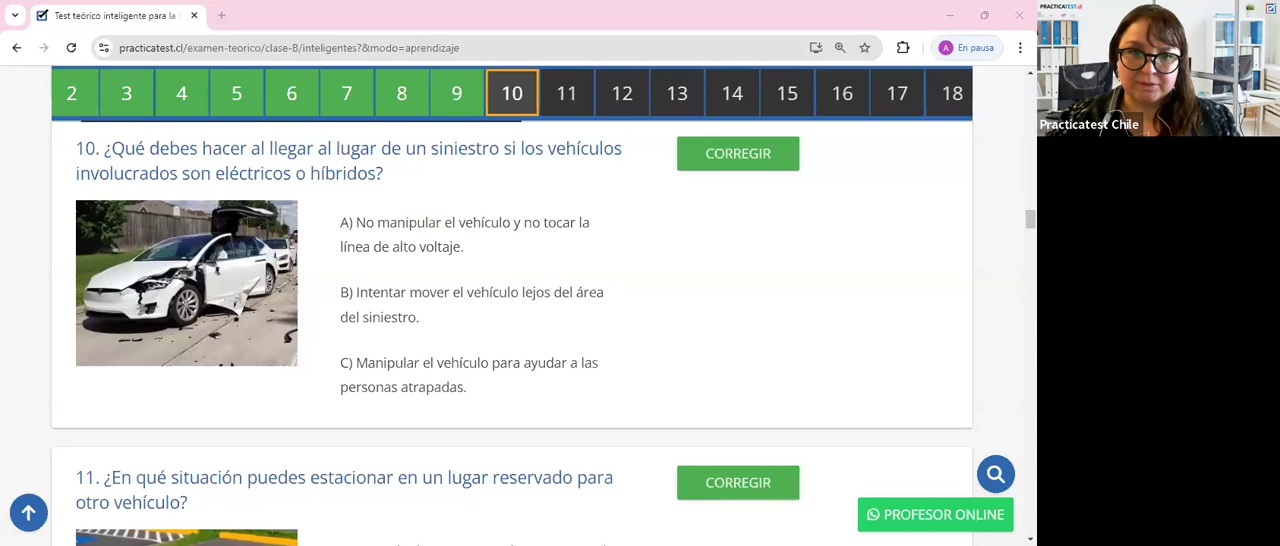 Test teórico inteligente para la
practicatest.cl/examen-teorico/clase-B/inteligentes?&modo=aprendizaje
A
En pausa
PRACTICATEST.cl
Practicatest Chile
2 3 4 5 6 7 8 9 10 11 12 13 14 15 16 17 18
10. ¿Qué debes hacer al llegar al lugar de un siniestro si los vehículos
involucrados son eléctricos o híbridos?
CORREGIR
A) No manipular el vehículo y no tocar la
línea de alto voltaje.
B) Intentar mover el vehículo lejos del área
del siniestro.
C) Manipular el vehículo para ayudar a las
personas atrapadas.
11. ¿En qué situación puedes estacionar en un lugar reservado para
otro vehículo?
CORREGIR
PROFESOR ONLINE